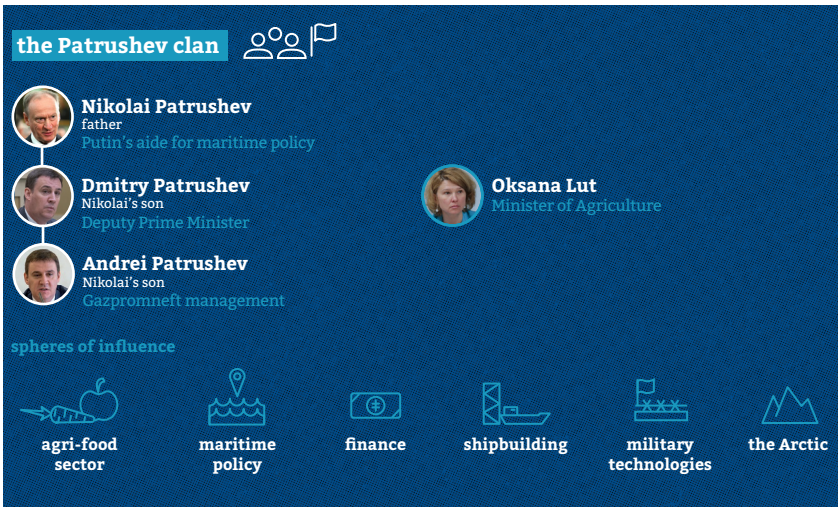 the Patrushev clan
Nikolai Patrushev
father
Putin's aide for maritime policy
Dmitry Patrushev
Nikolai's son
Deputy Prime Minister
Oksana Lut
Minister of Agriculture
Andrei Patrushev
Nikolai's son
Gazpromneft management
spheres of influence
agri-food
sector
maritime
policy
finance
shipbuilding
military
technologies
the Arctic